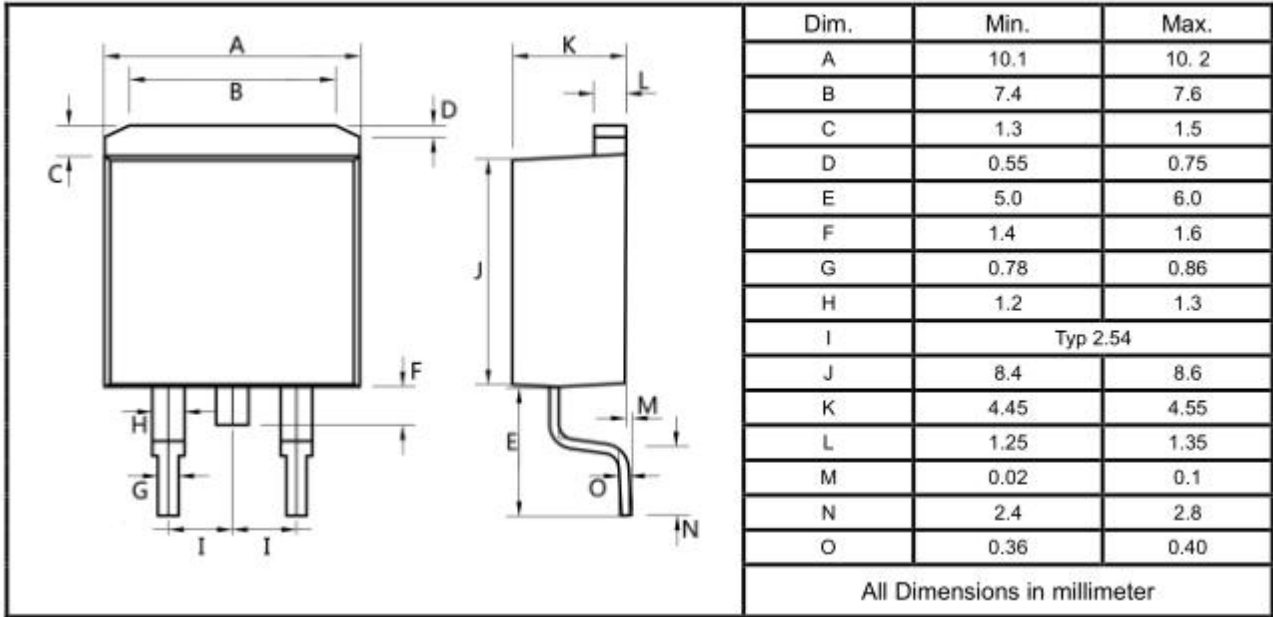 A
B
C
D
J
F
H
G
I I
K
L
E
M
O
N
Dim. Min. Max.
A 10.1 10. 2
B 7.4 7.6
C 1.3 1.5
D 0.55 0.75
E 5.0 6.0
F 1.4 1.6
G 0.78 0.86
H 1.2 1.3
I Typ 2.54
J 8.4 8.6
K 4.45 4.55
L 1.25 1.35
M 0.02 0.1
N 2.4 2.8
O 0.36 0.40
All Dimensions in millimeter